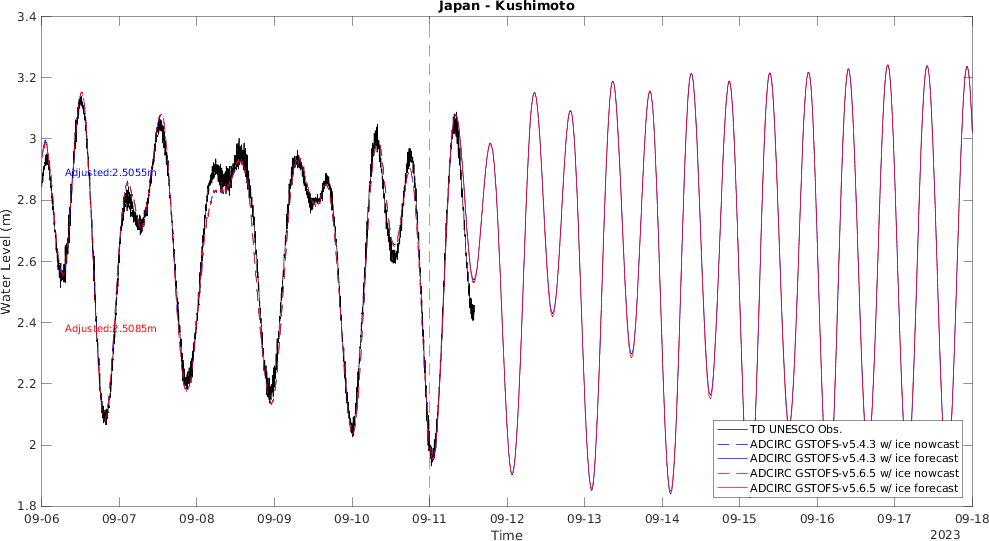 Japan - Kushimoto
3.4
3.2
3
2.8
2.6
2.4
2.2
2
1.8
Water Level (m)
Adjusted:2.5055m
Adjusted:2.5085m
TD UNESCO Obs.
ADCIRC GSTOFS-v5.4.3 w/ ice nowcast
ADCIRC GSTOFS-v5.4.3 w/ ice forecast
ADCIRC GSTOFS-v5.6.5 w/ ice nowcast
ADCIRC GSTOFS-v5.6.5 w/ ice forecast
09-06 09-07 09-08 09-09 09-10 09-11 09-12 09-13 09-14 09-15 09-16 09-17 09-18
Time
2023